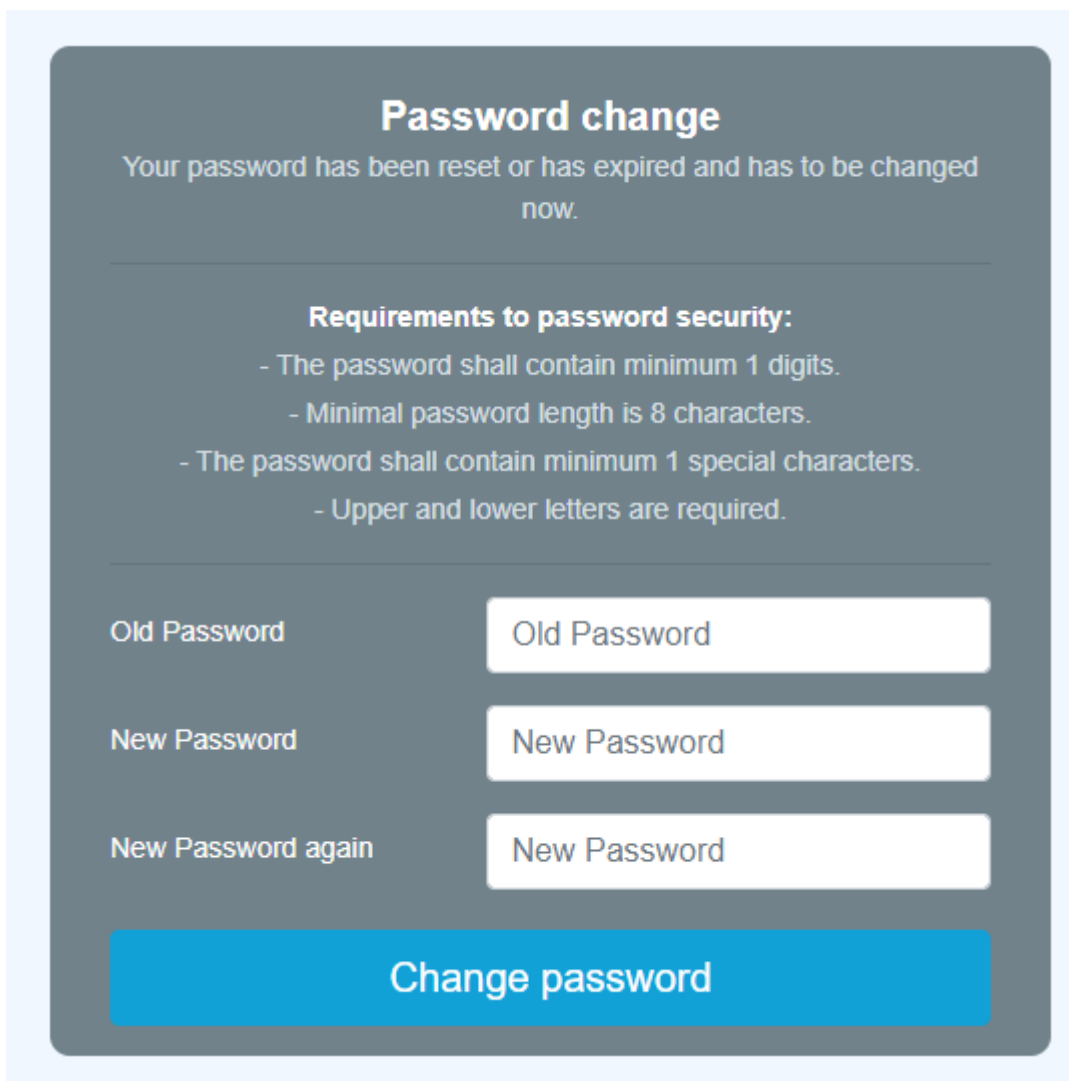 Password change
Your password has been reset or has expired and has to be changed
now.
Requirements to password security:
- The password shall contain minimum 1 digits.
- Minimal password length is 8 characters.
- The password shall contain minimum 1 special characters.
- Upper and lower letters are required.
Old Password Old Password
New Password New Password
New Password again New Password
Change password